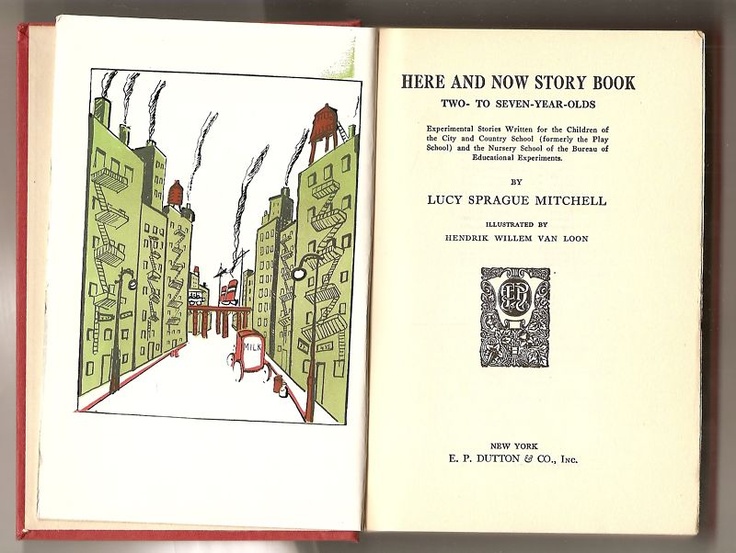 MILK
HERE AND NOW STORY BOOK
TWO- TO SEVEN-YEAR-OLDS
Experimental Stories Written for the Children of
the City and Country School (formerly the Play
School) and the Nursery School of the Bureau of
Educational Experiments.
BY
LUCY SPRAGUE MITCHELL
ILLUSTRATED BY
HENDRIK WILLEM VAN LOON
NEW YORK
E. P. DUTTON & CO., INC.